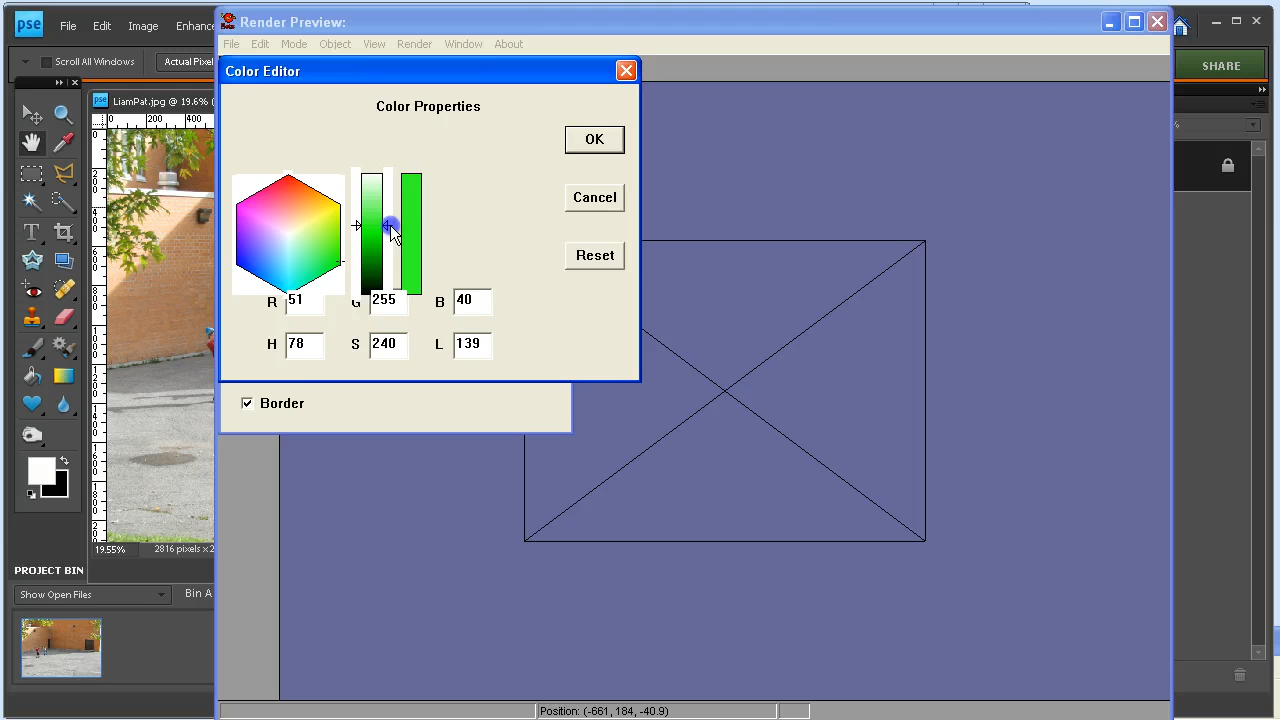 pse File Edit Image Enhance
Render Preview:
File Edit Mode Object View Render Window About
Scroll All Windows Actual Pixel
SHARE
Color Editor
Color Properties
OK
Cancel
Reset
R 51 G 255 B 40
H 78 S 240 L 139
Border
pse LiamPat.jpg @ 19.6% (
0 200 400
%
T
19.55% 2816 pixels x 2
PROJECT BIN
Show Open Files Bin A
Position: (-661, 184, -40.9)